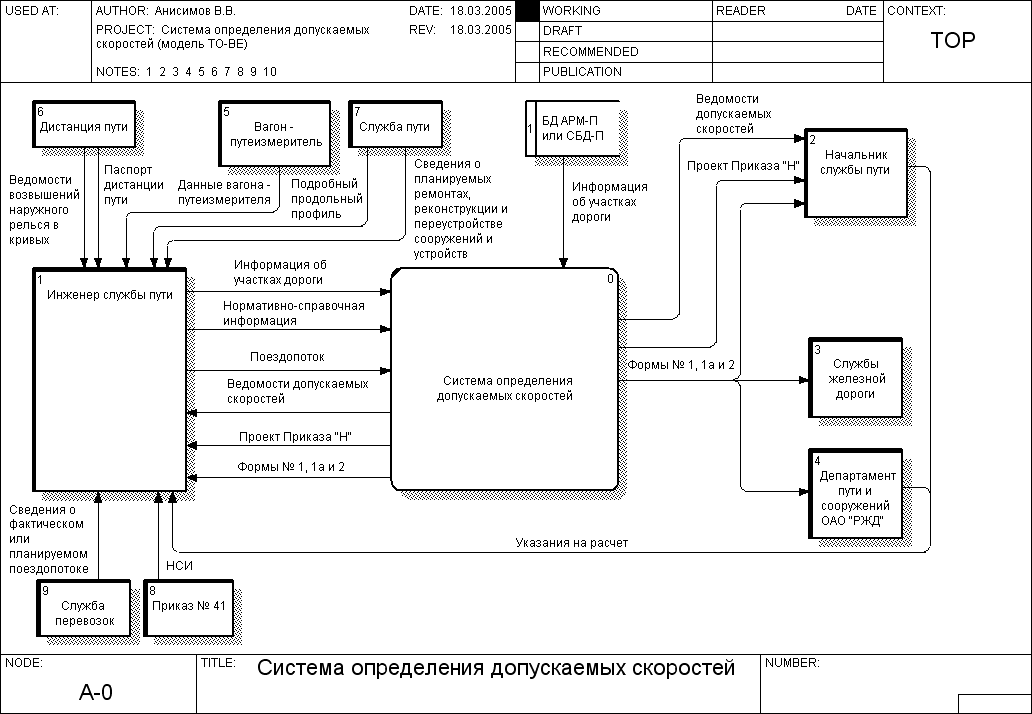 USED AT:
AUTHOR: Анисимов В.В.
DATE: 18.03.2005
PROJECT: Система определения допускаемых
скоростей (модель TO-BE)
REV: 18.03.2005
NOTES: 1 2 3 4 5 6 7 8 9 10
WORKING
DRAFT
RECOMMENDED
PUBLICATION
READER
DATE
CONTEXT:
TOP
6
Дистанция пути
5
Вагон -
путеизмеритель
7
Служба пути
1
БД АРМ-П
или СБД-П
Ведомости
допускаемых
скоростей
2
Начальник
службы пути
Ведомости
возвышений
наружного
рельса в
кривых
Паспорт
дистанции
пути
Данные вагона -
путеизмерителя
Подробный
продольный
профиль
Сведения о
планируемых
ремонтах,
реконструкции и
переустройстве
сооружений и
устройств
Информация
об участках
дороги
Проект Приказа "Н"
1
Инженер службы пути
Информация об
участках дороги
Нормативно-справочная
информация
Поездопоток
Ведомости допускаемых
скоростей
Проект Приказа "Н"
Формы № 1, 1а и 2
0
Система определения
допускаемых скоростей
Формы № 1, 1а и 2
3
Службы
железной
дороги
4
Департамент
пути и
сооружений
ОАО "РЖД"
Сведения о
фактическом
или
планируемом
поездопотоке
НСИ
Указания на расчет
9
Служба
перевозок
8
Приказ № 41
NODE:
A-0
TITLE:
Система определения допускаемых скоростей
NUMBER: